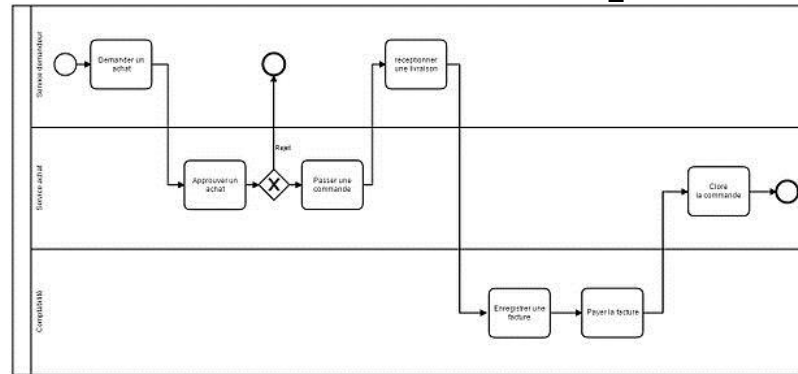 Service demandeur
Demander un
achat
receptionner
une livraison
Rejet
Service achat
Approuver un
achat
Passer une
commande
Clore
la commande
Comptabilité
Enregistrer une
facture
Payer la facture